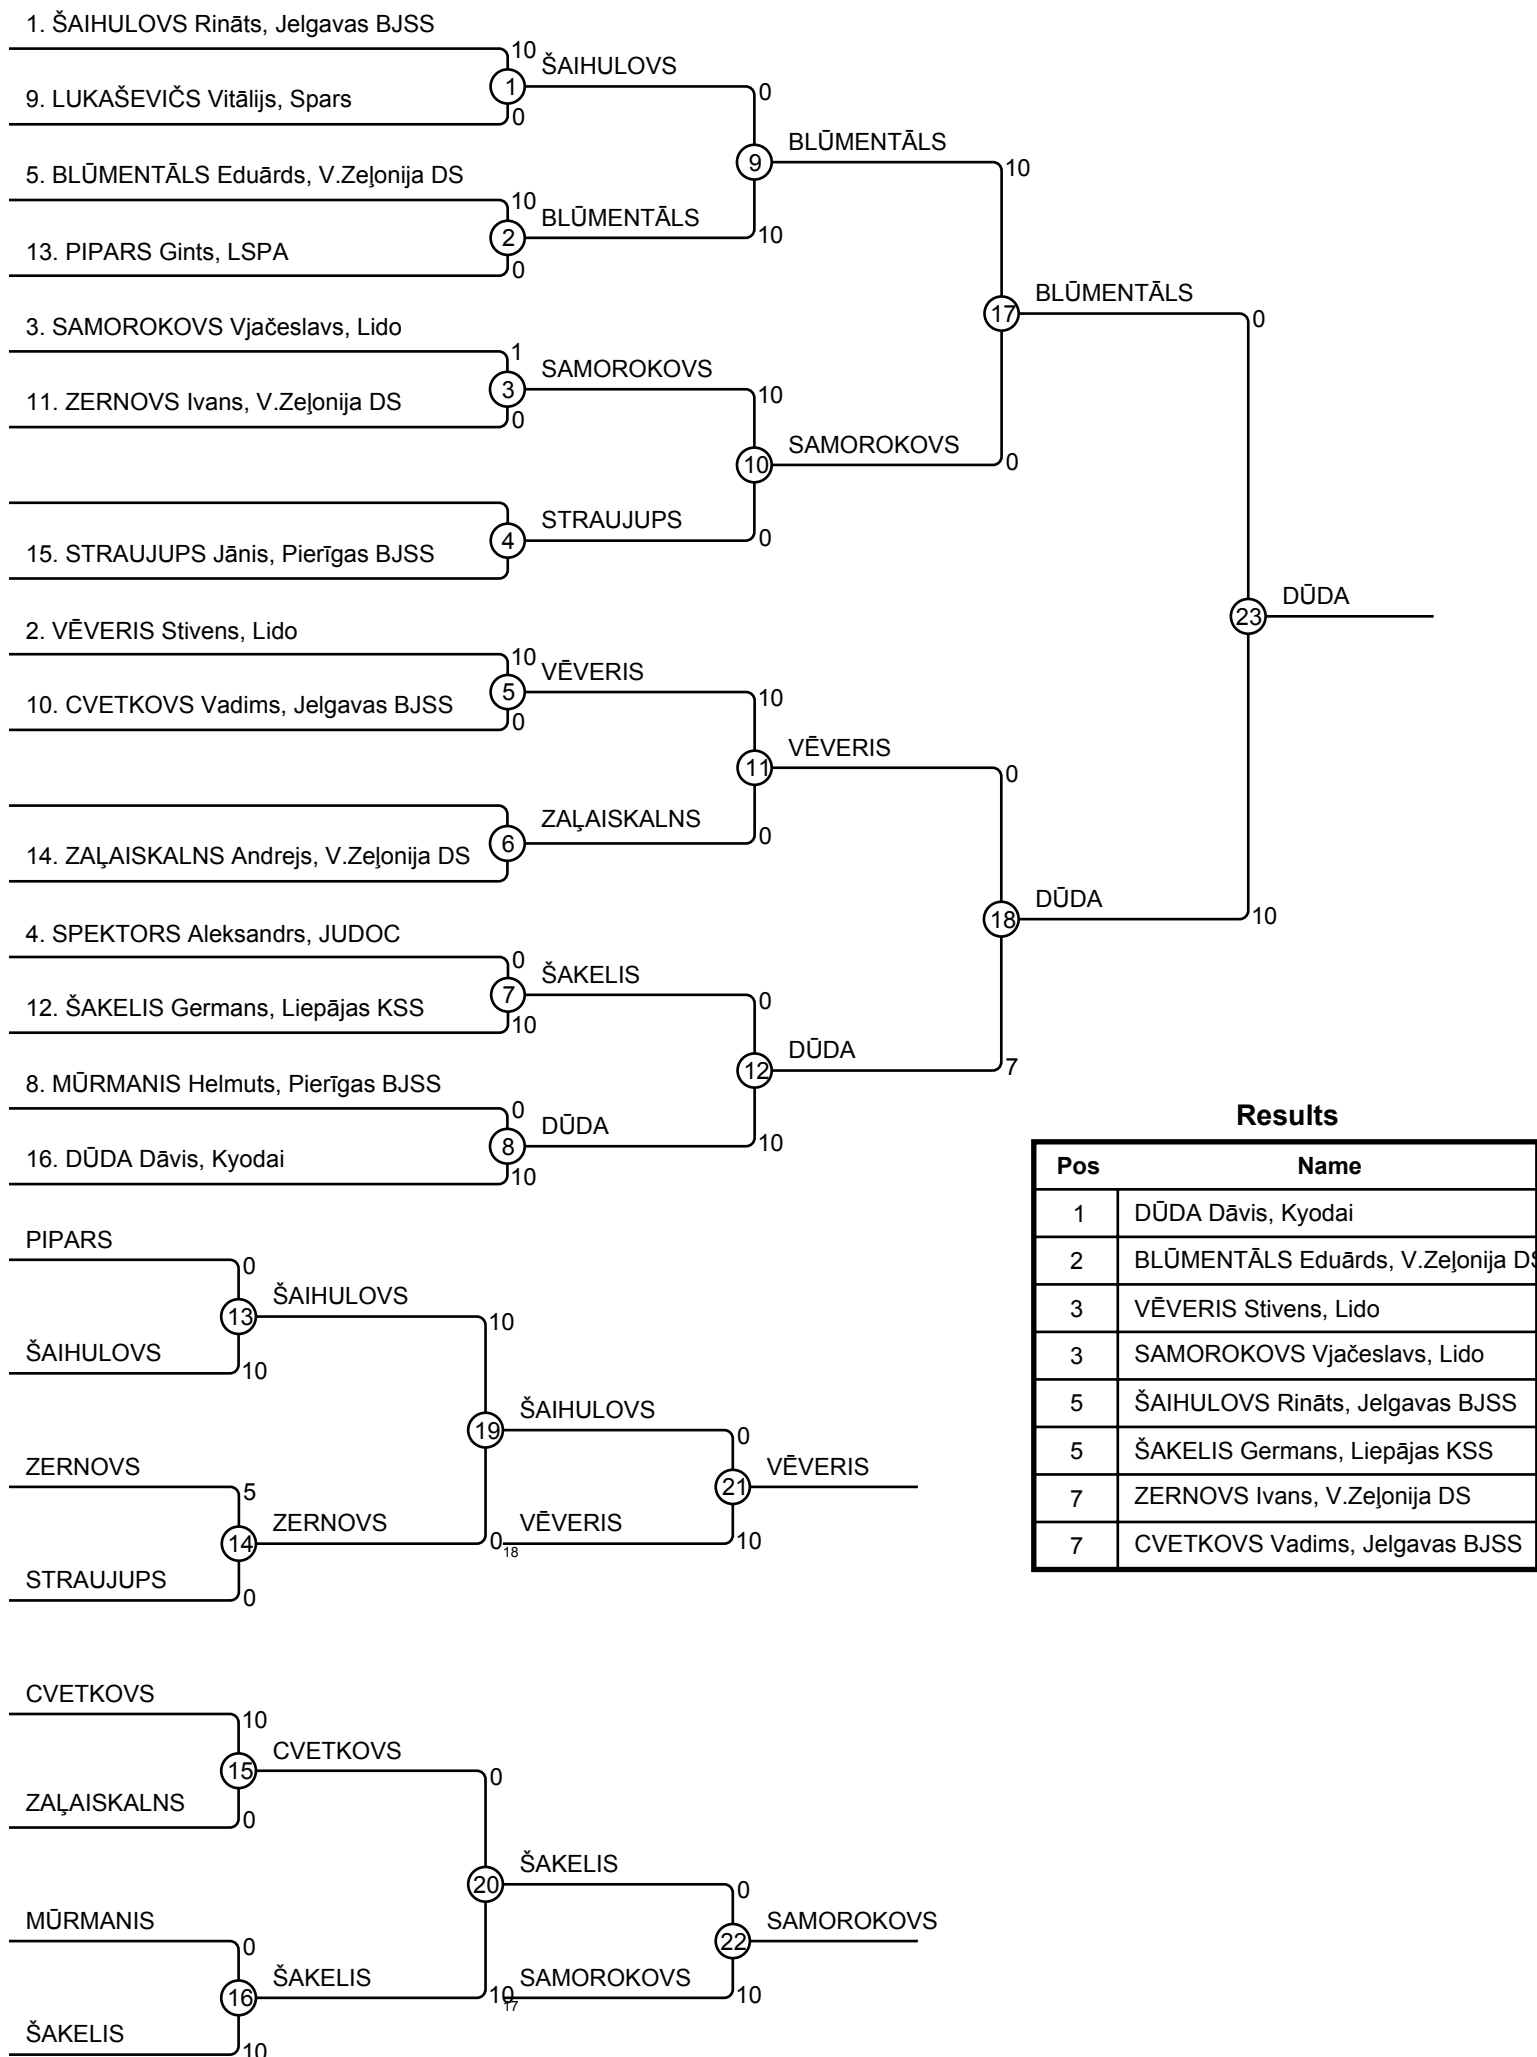 1. ŠAIHULOVS Rināts, Jelgavas BJSS
10
ŠAIHULOVS
1
0
9. LUKAŠEVIČS Vitālijs, Spars
0
BLŪMENTĀLS
9
10
5. BLŪMENTĀLS Eduārds, V.Zeļonija DS
10
BLŪMENTĀLS
2
10
13. PIPARS Gints, LSPA
0
BLŪMENTĀLS
17
0
3. SAMOROKOVS Vjačeslavs, Lido
1
SAMOROKOVS
3
10
11. ZERNOVS Ivans, V.Zeļonija DS
0
SAMOROKOVS
10
0
STRAUJUPS
4
0
15. STRAUJUPS Jānis, Pierīgas BJSS
DŪDA
23
2. VĒVERIS Stivens, Lido
10
VĒVERIS
5
10
10. CVETKOVS Vadims, Jelgavas BJSS
0
VĒVERIS
11
0
ZAĻAISKALNS
6
0
14. ZAĻAISKALNS Andrejs, V.Zeļonija DS
DŪDA
18
10
4. SPEKTORS Aleksandrs, JUDOC
0
ŠAKELIS
7
0
12. ŠAKELIS Germans, Liepājas KSS
10
DŪDA
12
7
8. MŪRMANIS Helmuts, Pierīgas BJSS
0
DŪDA
8
10
16. DŪDA Dāvis, Kyodai
10
Results
Pos Name
1 DŪDA Dāvis, Kyodai
2 BLŪMENTĀLS Eduārds, V.Zeļonija DS
3 VĒVERIS Stivens, Lido
3 SAMOROKOVS Vjačeslavs, Lido
5 ŠAIHULOVS Rināts, Jelgavas BJSS
5 ŠAKELIS Germans, Liepājas KSS
7 ZERNOVS Ivans, V.Zeļonija DS
7 CVETKOVS Vadims, Jelgavas BJSS
PIPARS
0
ŠAIHULOVS
13
10
ŠAIHULOVS
10
ŠAIHULOVS
19
0
ZERNOVS
5
VĒVERIS
21
ZERNOVS
14
0
18
VĒVERIS
10
STRAUJUPS
0
CVETKOVS
10
CVETKOVS
15
0
ZAĻAISKALNS
0
ŠAKELIS
20
0
MŪRMANIS
0
SAMOROKOVS
22
ŠAKELIS
16
10
17
SAMOROKOVS
10
ŠAKELIS
10